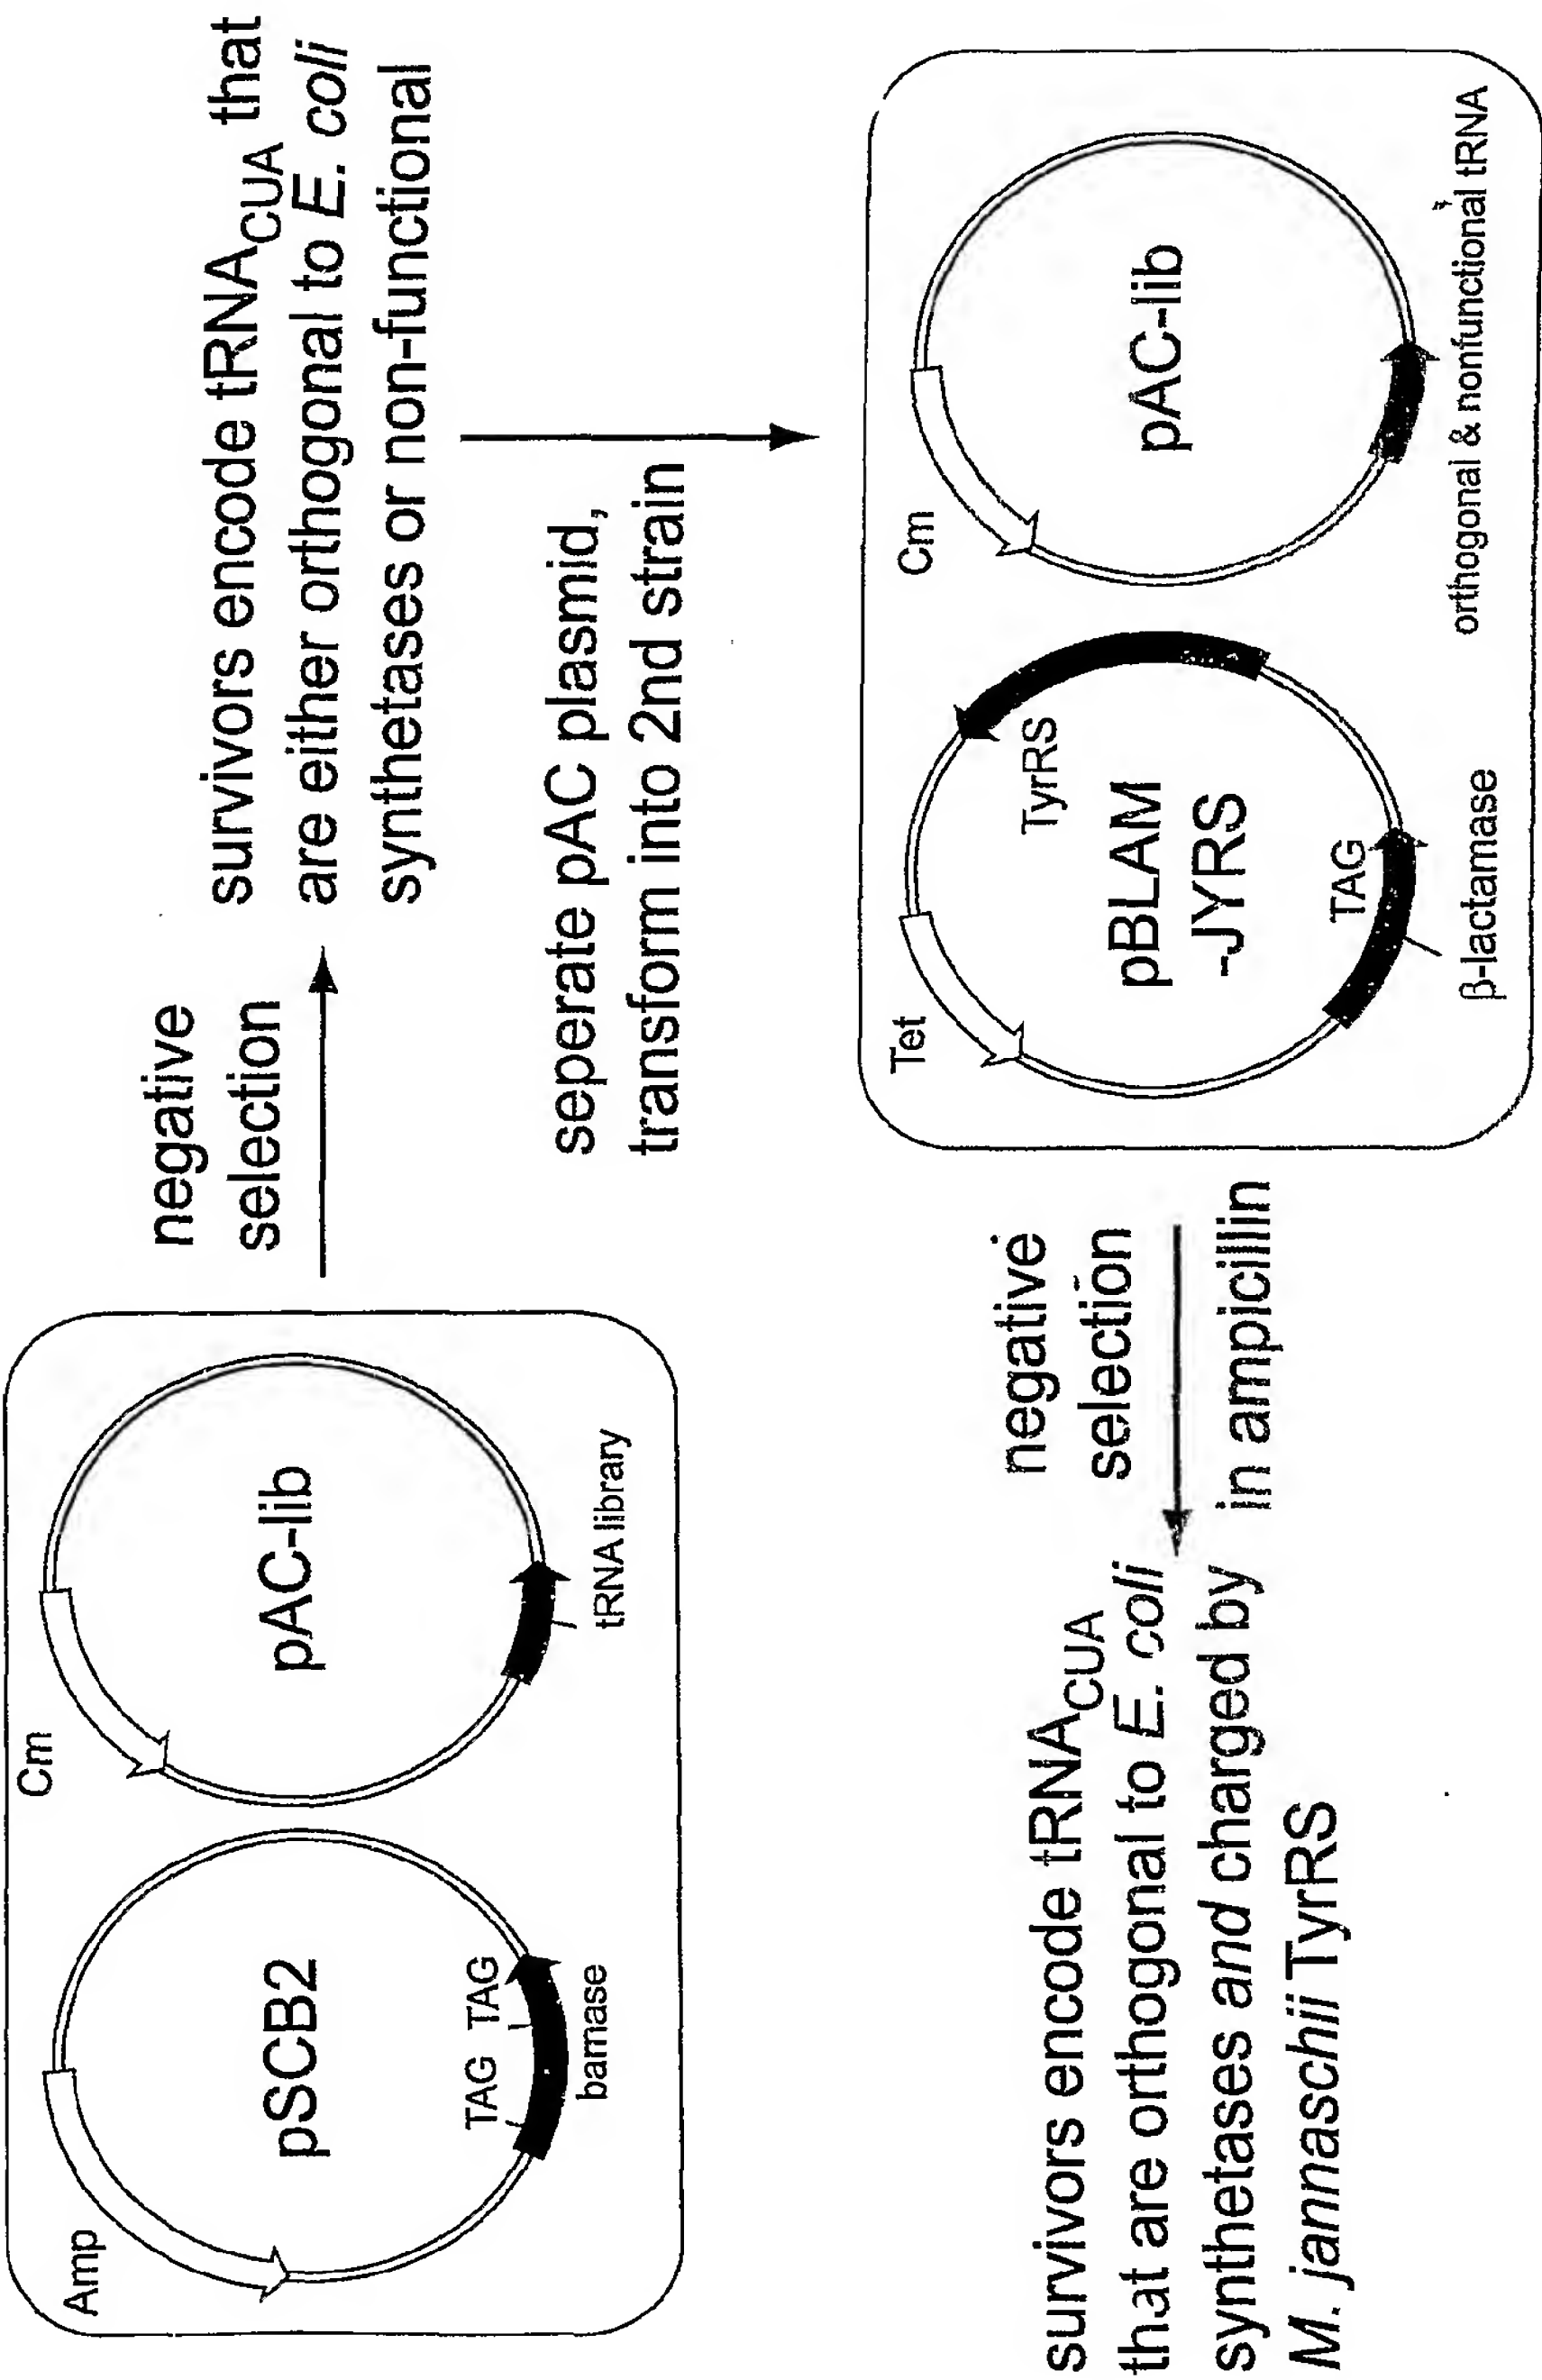 Amp
pSCB2
TAG TAG
barnase
Cm
pAC-lib
tRNA library
negative
selection
survivors encode tRNACUA that
are either orthogonal to E. coli
synthetases or non-functional
seperate pAC plasmid,
transform into 2nd strain
Tet
pBLAM
-JYRS
TyrRS
TAG
β-lactamase
Cm
pAC-lib
orthogonal & nonfunctional tRNA
negative
selection
in ampicillin
survivors encode tRNACUA
that are orthogonal to E. coli
synthetases and charged by
M. jannaschii TyrRS